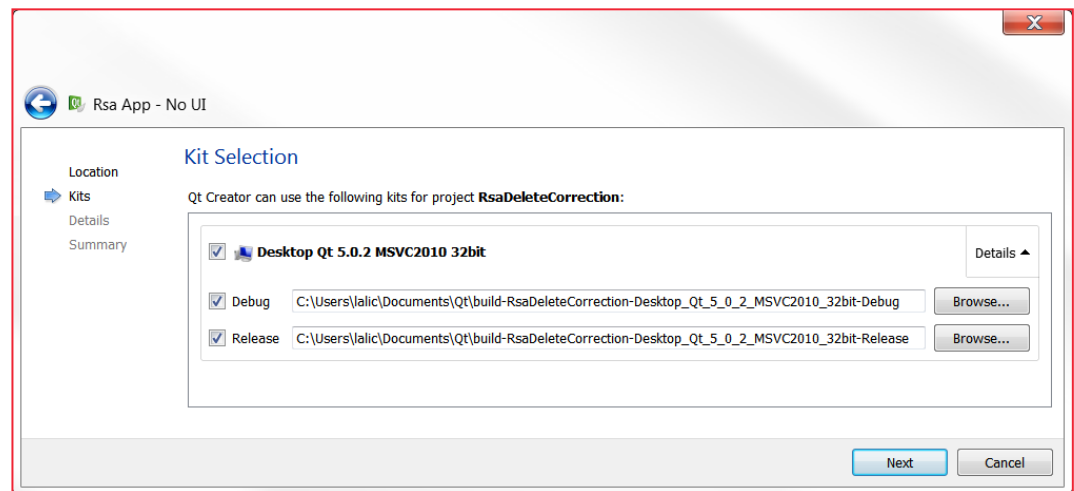 X
Rsa App - No UI
Kit Selection
Location
Kits
Details
Summary
Qt Creator can use the following kits for project RsaDeleteCorrection:
Desktop Qt 5.0.2 MSVC2010 32bit
Details
Debug C:\Users\lalic\Documents\Qt\build-RsaDeleteCorrection-Desktop_Qt_5_0_2_MSVC2010_32bit-Debug Browse...
Release C:\Users\lalic\Documents\Qt\build-RsaDeleteCorrection-Desktop_Qt_5_0_2_MSVC2010_32bit-Release Browse...
Next Cancel